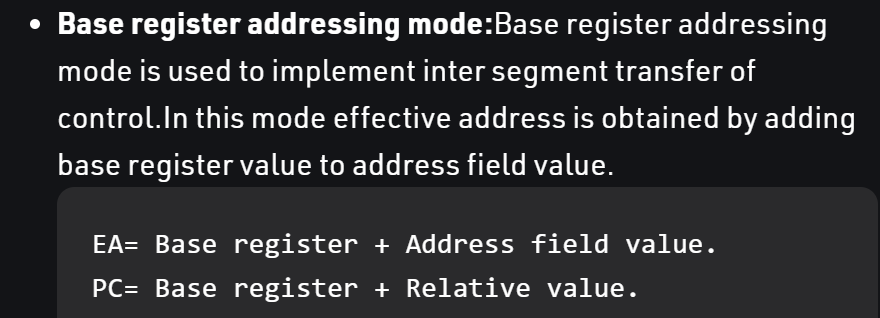 • Base register addressing mode:Base register addressing
mode is used to implement inter segment transfer of
control.In this mode effective address is obtained by adding
base register value to address field value.
EA= Base register + Address field value.
PC= Base register + Relative value.